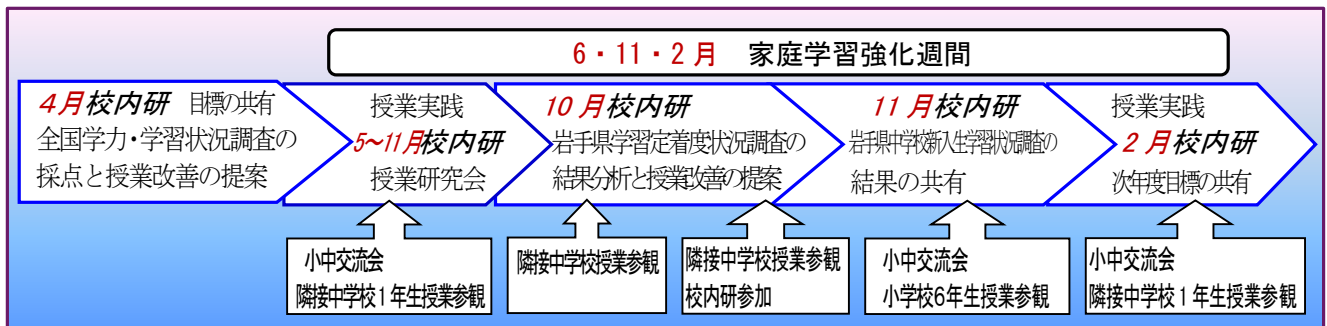 6・11・2月　家庭学習強化週間
4月校内研　目標の共有
全国学力・学習状況調査の
採点と授業改善の提案
授業実践
5～11月校内研
授業研究会
10月校内研
岩手県学習定着度状況調査の
結果分析と授業改善の提案
11月校内研
岩手県中学校新入生学習状況調査の
結果の共有
授業実践
2月校内研
次年度目標の共有
小中交流会
隣接中学校1年生授業参観
隣接中学校授業参観
隣接中学校授業参観
校内研参加
小中交流会
小学校6年生授業参観
小中交流会
隣接中学校1年生授業参観